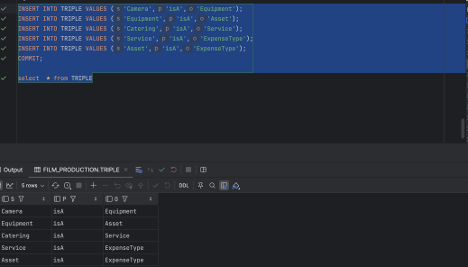 INSERT INTO TRIPLE VALUES ( s 'Camera', p 'isA', o 'Equipment');
INSERT INTO TRIPLE VALUES ( s 'Equipment', p 'isA', o 'Asset');
INSERT INTO TRIPLE VALUES ( s 'Catering', p 'isA', o 'Service');
INSERT INTO TRIPLE VALUES ( s 'Service', p 'isA', o 'ExpenseType');
INSERT INTO TRIPLE VALUES ( s 'Asset', p 'isA', o 'ExpenseType');
COMMIT;
select * from TRIPLE
Output FILM_PRODUCTION.TRIPLE
5 rows DDL
S P O
Camera isA Equipment
Equipment isA Asset
Catering isA Service
Service isA ExpenseType
Asset isA ExpenseType